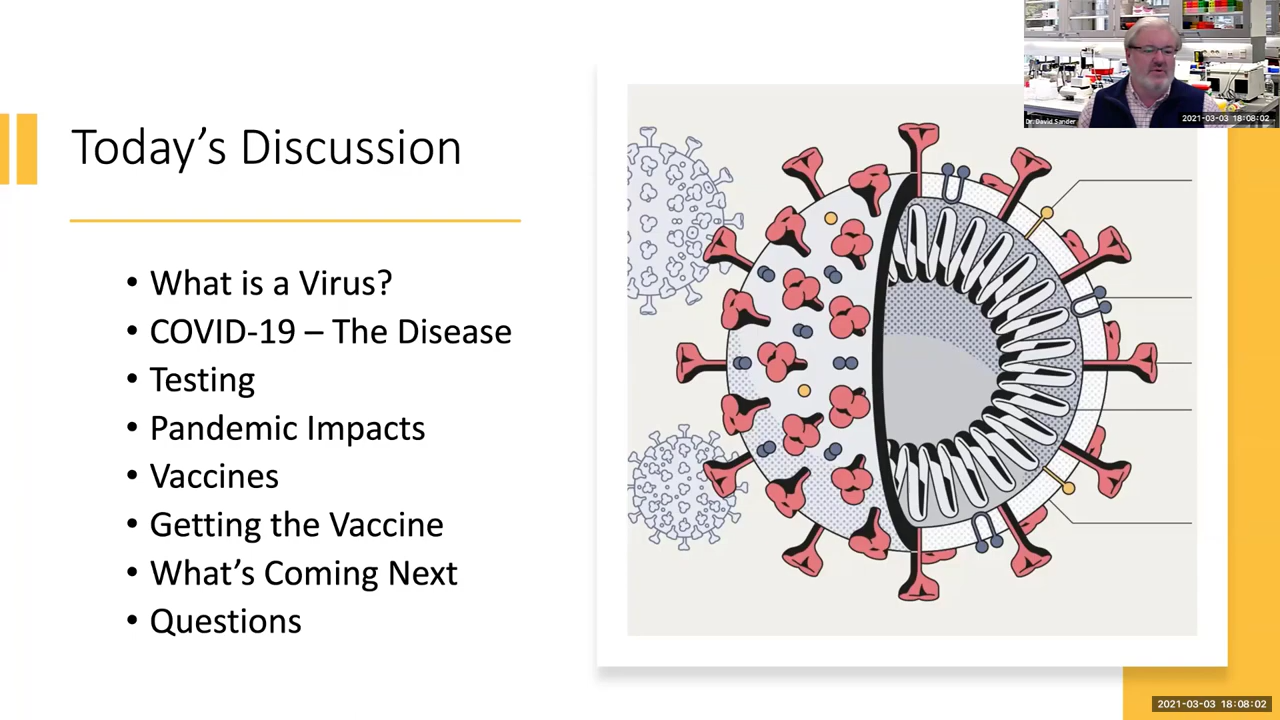 Today’s Discussion
• What is a Virus?
• COVID-19 – The Disease
• Testing
• Pandemic Impacts
• Vaccines
• Getting the Vaccine
• What’s Coming Next
• Questions
Dr. David Sander
2021-03-03 18:08:02
2021-03-03 18:08:02